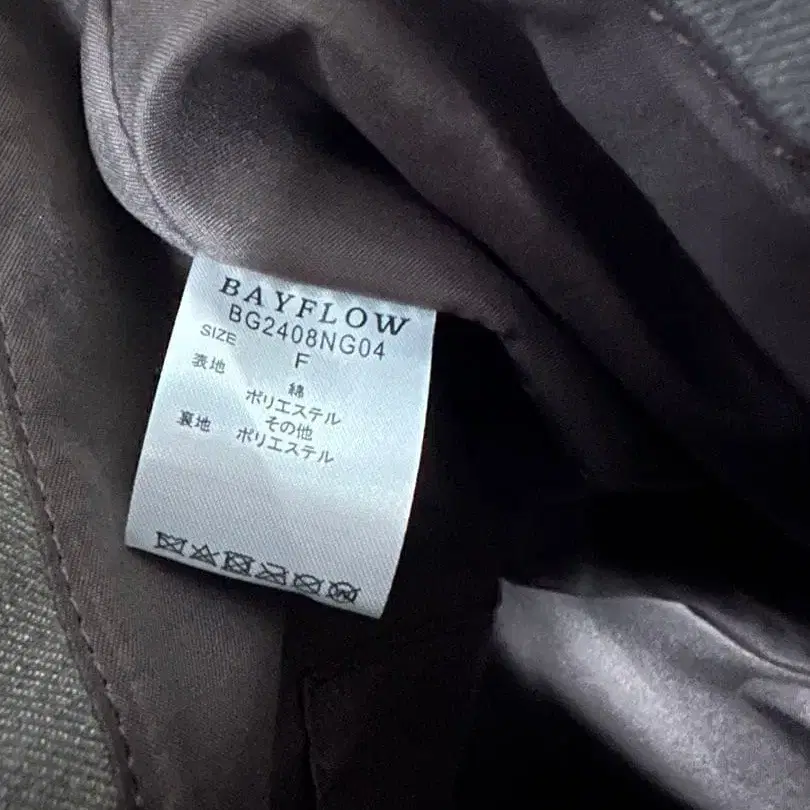 BAYFLOW
BG2408NG04
SIZE F
表地 綿
ポリエステル
その他
裏地 ポリエステル